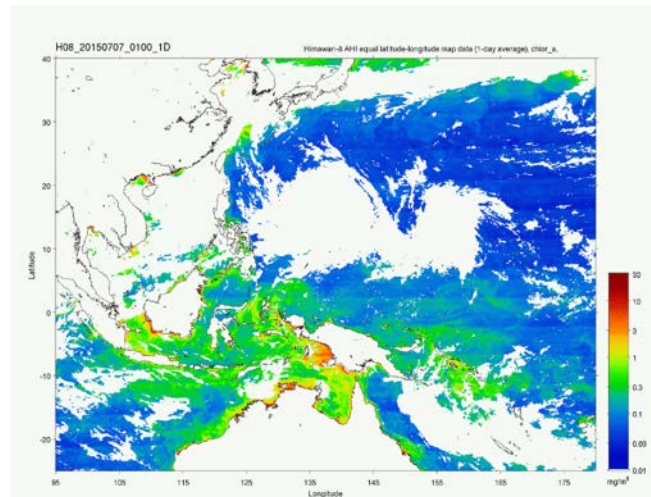 H08_20150707_0100_1D
Himawari-8 AHI equal latitude-longitude map data (1-day average), chlor_a,
40
30
20
10
0
-10
-20
Latitude
95 105 115 125 135 145 155 165 175
Longitude
30
10
3
1
0.3
0.1
0.03
0.01
mg/m³